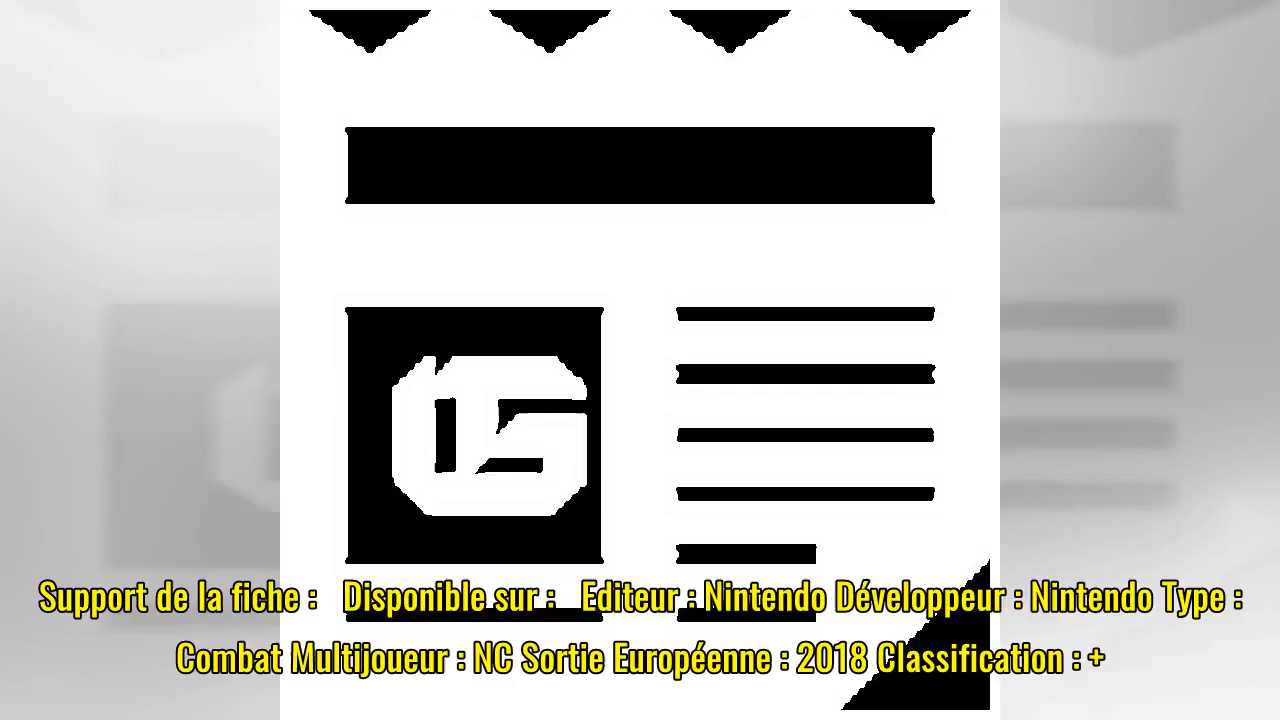 Support de la fiche : Disponible sur : Editeur : Nintendo Développeur : Nintendo Type :
Combat Multijoueur : NC Sortie Européenne : 2018 Classification : +